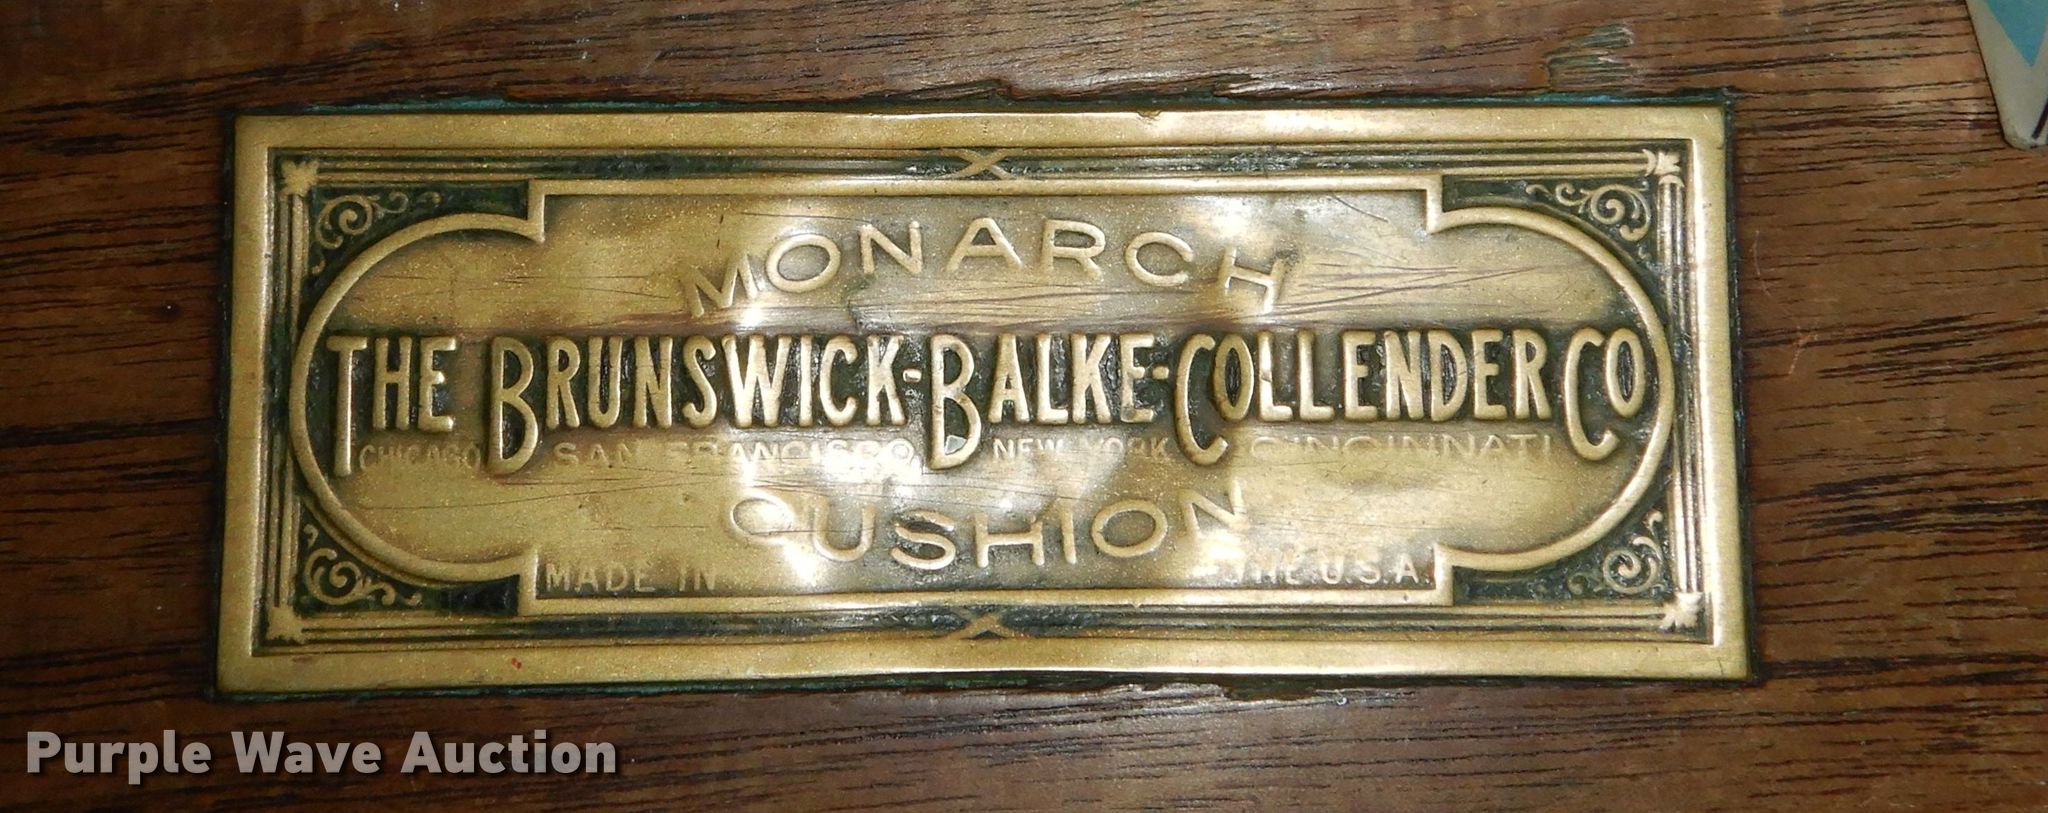 MONARCH
THE BRUNSWICK-BALKE-COLLENDER CO
CHICAGO SAN FRANCISCO NEW YORK CINCINNATI
CUSHION
MADE IN THE U.S.A.
Purple Wave Auction